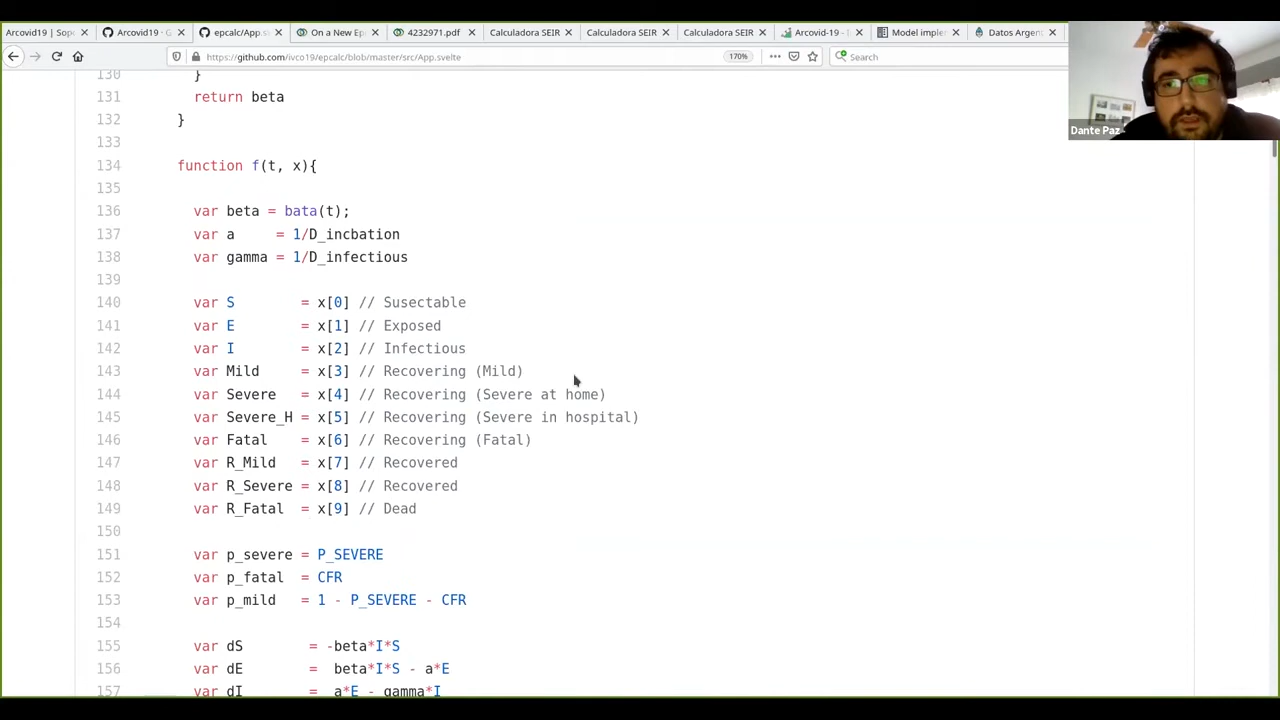 Arcovid19 | Sop
Arcovid19 · G
epcalc/App.s
On a New Ep
4232971.pdf
Calculadora SEIR
Calculadora SEIR
Calculadora SEIR
Arcovid-19 - I
Model implem
Datos Argent
https://github.com/ivco19/epcalc/blob/master/src/App.svelte
170%
Search
Dante Paz
130 }
131 return beta
132 }
133
134 function f(t, x){
135
136 var beta = bata(t);
137 var a = 1/D_incbation
138 var gamma = 1/D_infectious
139
140 var S = x[0] // Susectable
141 var E = x[1] // Exposed
142 var I = x[2] // Infectious
143 var Mild = x[3] // Recovering (Mild)
144 var Severe = x[4] // Recovering (Severe at home)
145 var Severe_H = x[5] // Recovering (Severe in hospital)
146 var Fatal = x[6] // Recovering (Fatal)
147 var R_Mild = x[7] // Recovered
148 var R_Severe = x[8] // Recovered
149 var R_Fatal = x[9] // Dead
150
151 var p_severe = P_SEVERE
152 var p_fatal = CFR
153 var p_mild = 1 - P_SEVERE - CFR
154
155 var dS = -beta*I*S
156 var dE = beta*I*S - a*E
157 var dI = a*E - gamma*I